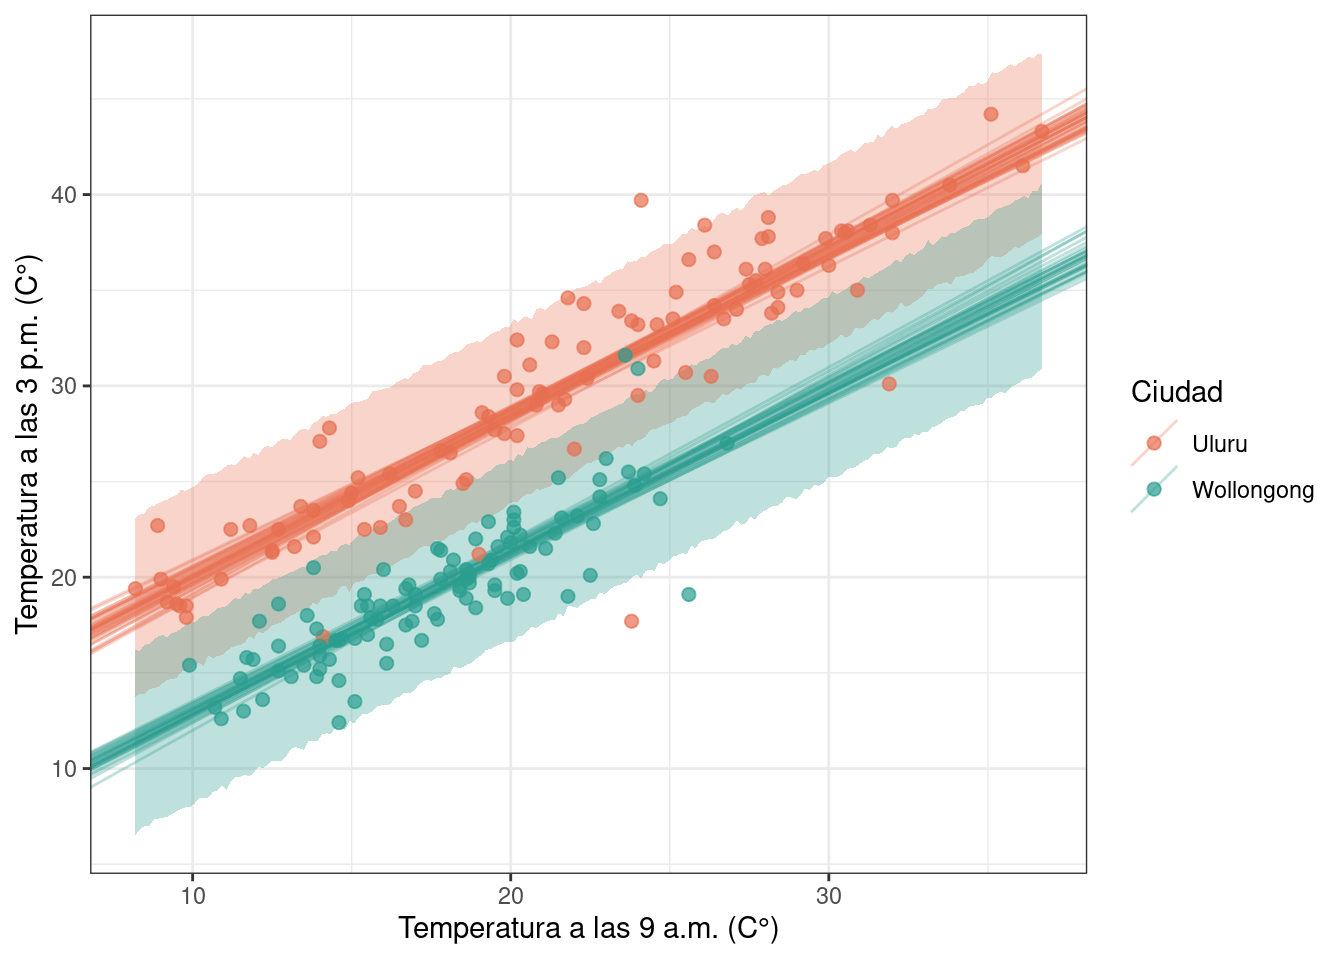 Temperatura a las 3 p.m. (C°)
40
30
20
10
10 20 30
Temperatura a las 9 a.m. (C°)
Ciudad
Uluru
Wollongong